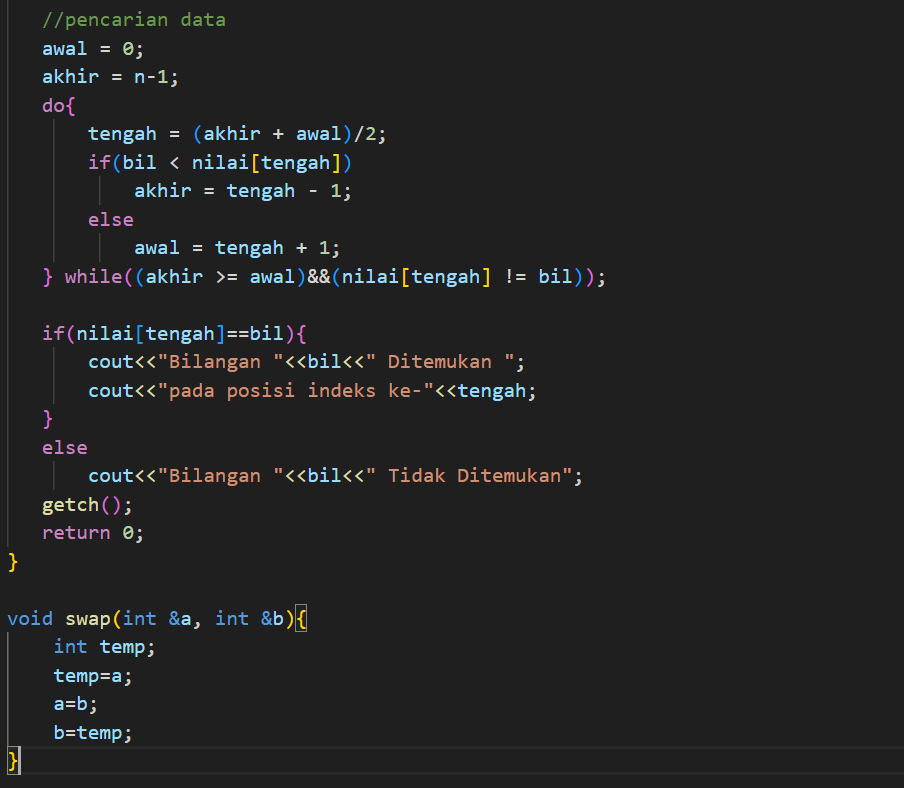 //pencarian data
awal = 0;
akhir = n-1;
do{
tengah = (akhir + awal)/2;
if(bil < nilai[tengah])
akhir = tengah - 1;
else
awal = tengah + 1;
} while((akhir >= awal)&&(nilai[tengah] != bil));
if(nilai[tengah]==bil){
cout<<"Bilangan "<<bil<<" Ditemukan ";
cout<<"pada posisi indeks ke-"<<tengah;
}
else
cout<<"Bilangan "<<bil<<" Tidak Ditemukan";
getch();
return 0;
}
void swap(int &a, int &b){
int temp;
temp=a;
a=b;
b=temp;
}